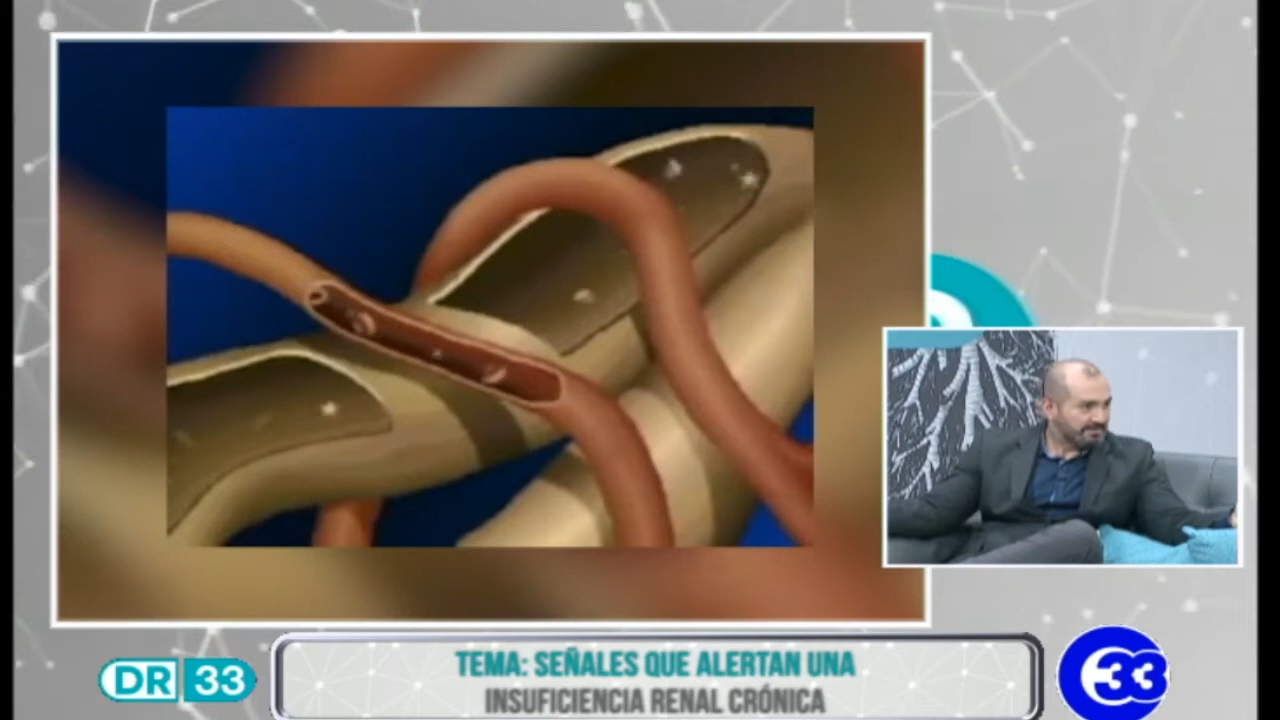 DR 33
TEMA: SEÑALES QUE ALERTAN UNA
INSUFICIENCIA RENAL CRÓNICA
33